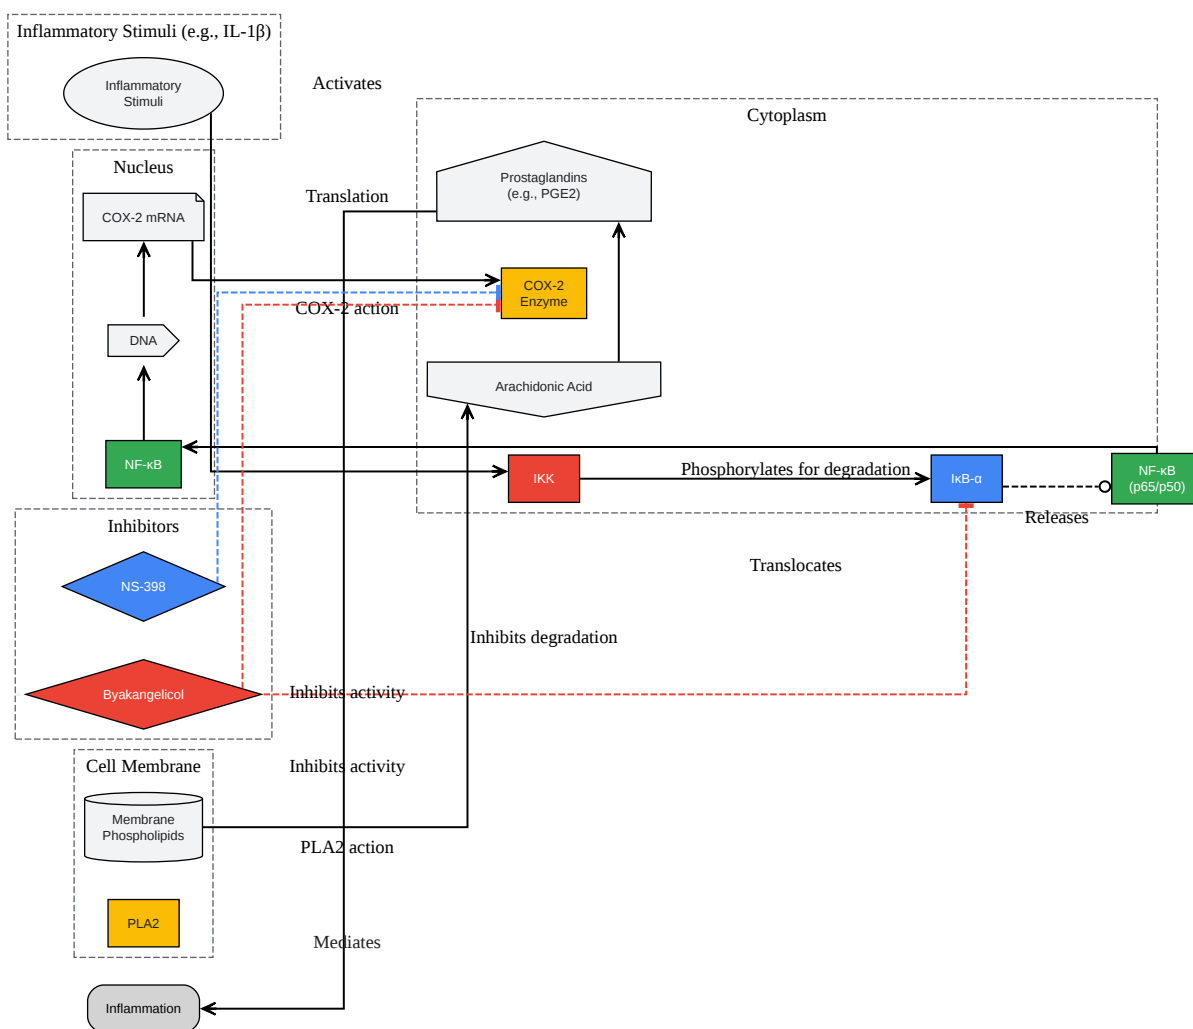 Inflammatory Stimuli (e.g., IL-1β)
Inflammatory
Stimuli
Activates
Cytoplasm
Nucleus
COX-2 mRNA
Translation
Prostaglandins
(e.g., PGE2)
COX-2
Enzyme
COX-2 action
DNA
Arachidonic Acid
NF-κB
IKK
Phosphorylates for degradation
IκB-α
NF-κB
(p65/p50)
Releases
Inhibitors
NS-398
Translocates
Inhibits degradation
Byakangelicol
Inhibits activity
Cell Membrane
Inhibits activity
Membrane
Phospholipids
PLA2 action
PLA2
Mediates
Inflammation